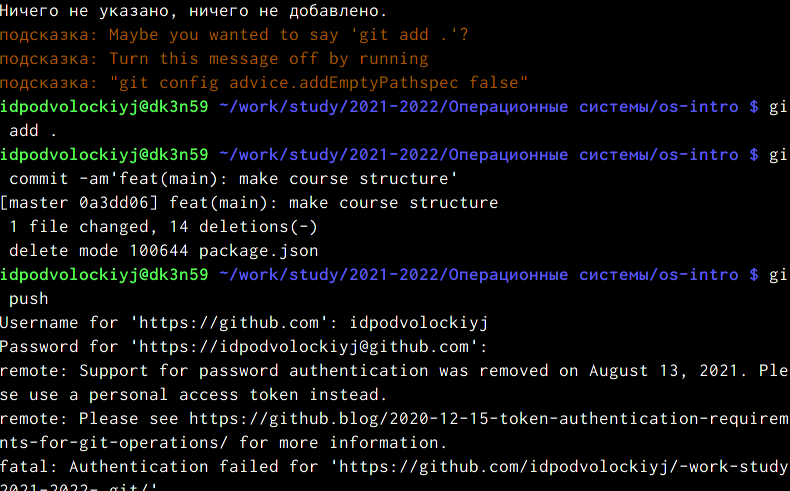 Ничего не указано, ничего не добавлено.
подсказка: Maybe you wanted to say 'git add .'?
подсказка: Turn this message off by running
подсказка: "git config advice.addEmptyPathspec false"
idpodvolockiyj@dk3n59 ~/work/study/2021-2022/Операционные системы/os-intro $ gi
 add .
idpodvolockiyj@dk3n59 ~/work/study/2021-2022/Операционные системы/os-intro $ gi
 commit -am'feat(main): make course structure'
[master 0a3dd06] feat(main): make course structure
 1 file changed, 14 deletions(-)
 delete mode 100644 package.json
idpodvolockiyj@dk3n59 ~/work/study/2021-2022/Операционные системы/os-intro $ gi
 push
Username for 'https://github.com': idpodvolockiyj
Password for 'https://idpodvolockiyj@github.com':
remote: Support for password authentication was removed on August 13, 2021. Ple
se use a personal access token instead.
remote: Please see https://github.blog/2020-12-15-token-authentication-requirem
nts-for-git-operations/ for more information.
fatal: Authentication failed for 'https://github.com/idpodvolockiyj/-work-study
2021-2022-.git/'